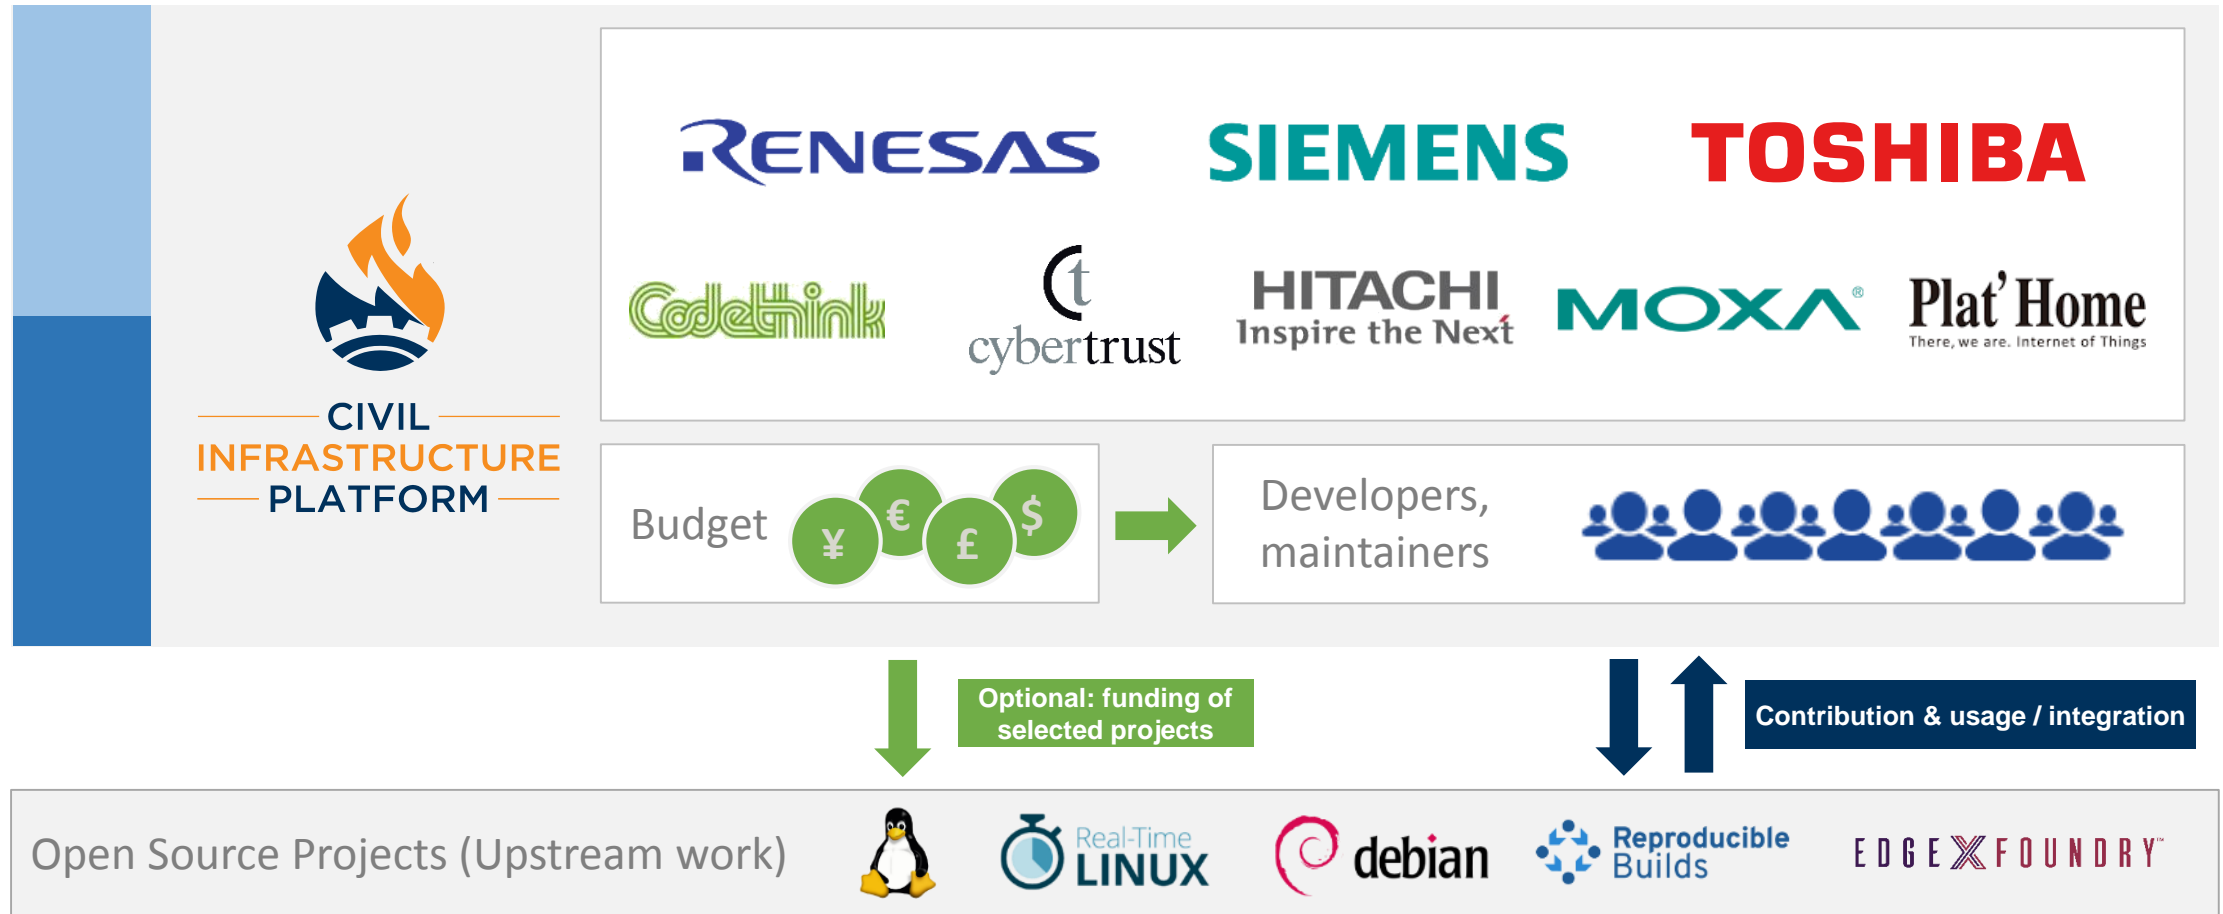 RENESAS
SIEMENS
TOSHIBA
Codethink
Ct
cybertrust
HITACHI
Inspire the Next
MOXA®
Plat'Home
There, we are. Internet of Things
CIVIL
INFRASTRUCTURE
PLATFORM
Budget
¥ € £ $
Developers,
maintainers
Optional: funding of
selected projects
Contribution & usage / integration
Open Source Projects (Upstream work)
Real-Time
LINUX
debian
Reproducible
Builds
EDGE X FOUNDRY™